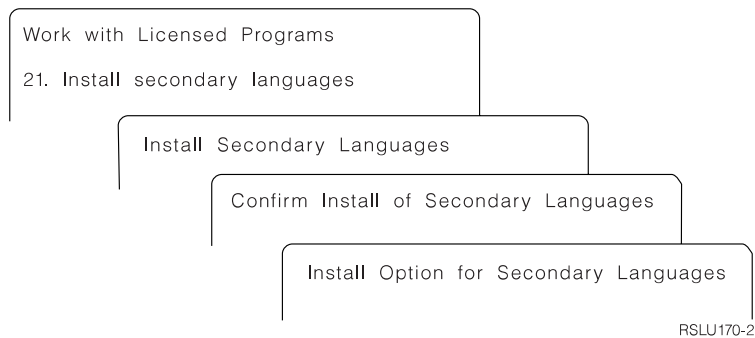 Work with Licensed Programs
21. Install secondary languages
Install Secondary Languages
Confirm Install of Secondary Languages
Install Option for Secondary Languages
RSLU170-2